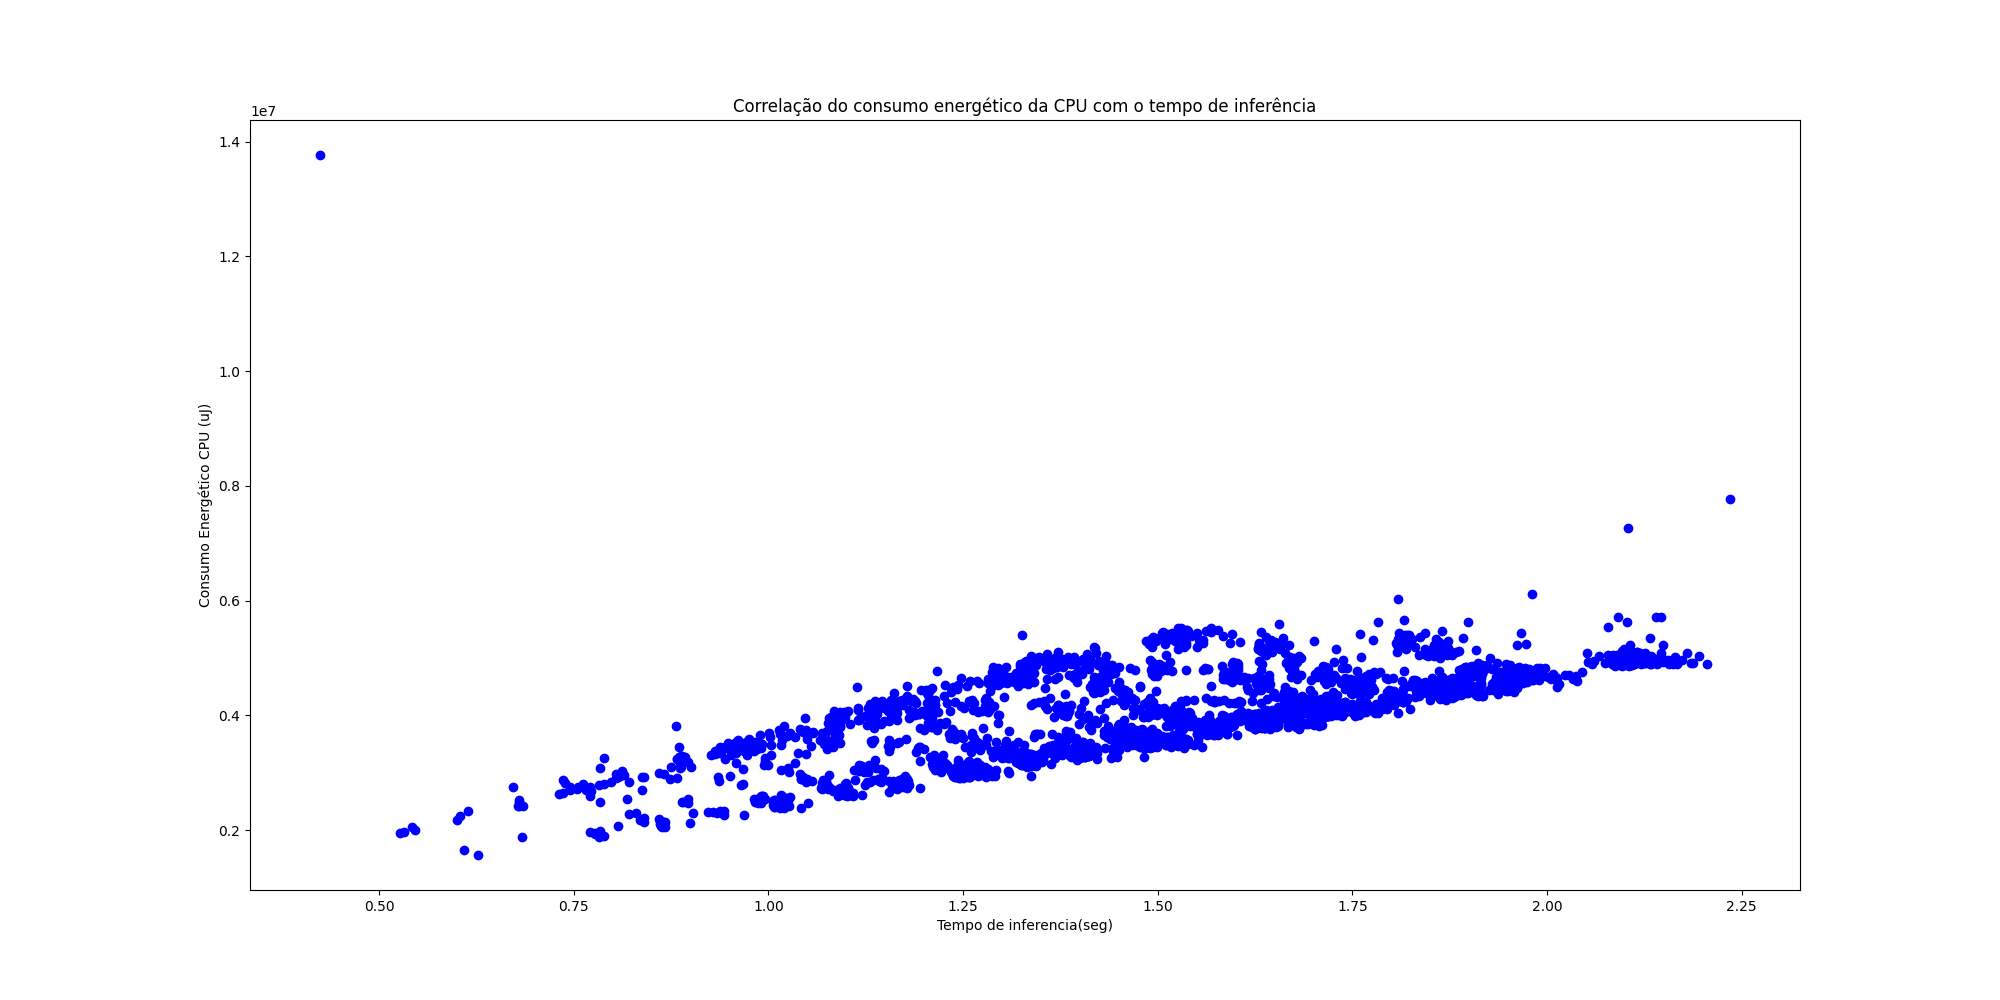 Correlação do consumo energético da CPU com o tempo de inferência
1e7
1.4
1.2
1.0
0.8
0.6
0.4
0.2
Consumo Energético CPU (uJ)
0.50 0.75 1.00 1.25 1.50 1.75 2.00 2.25
Tempo de inferencia(seg)